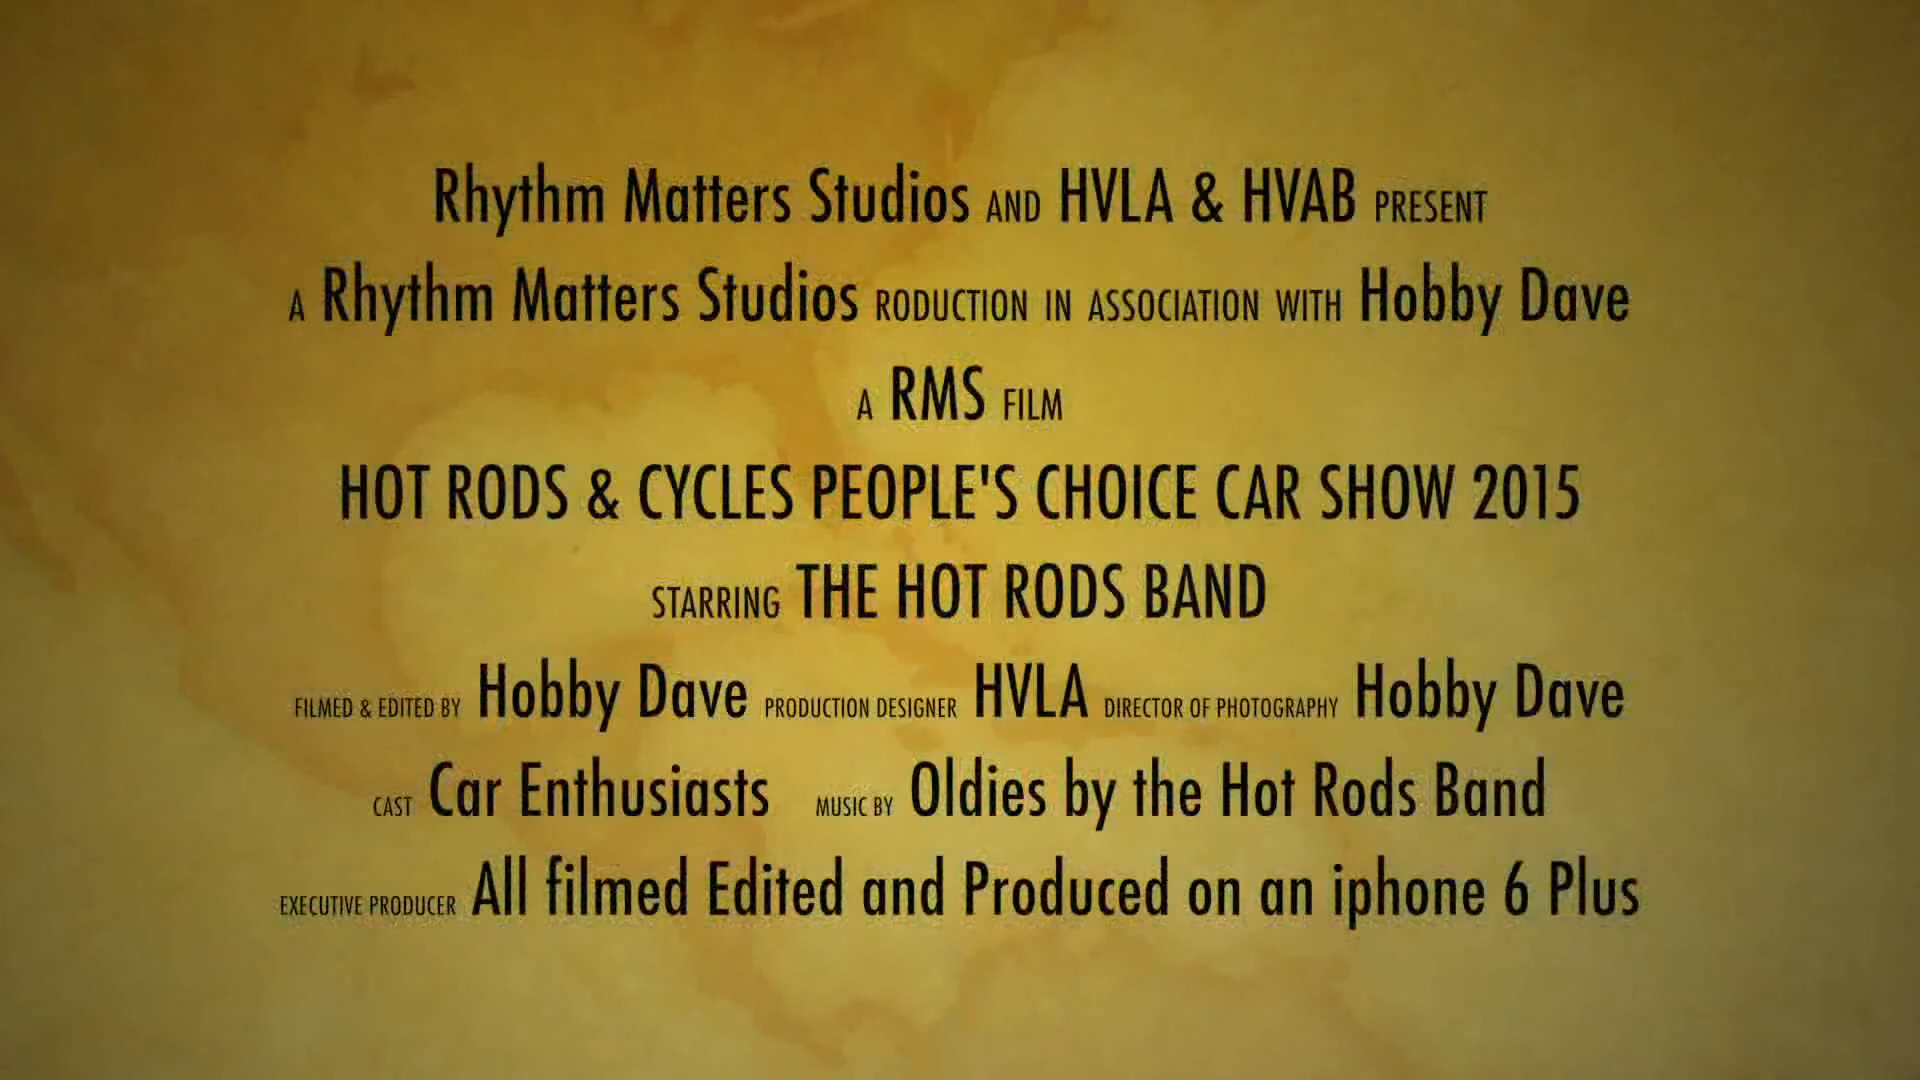 Rhythm Matters Studios AND HVLA & HVAB PRESENT
A Rhythm Matters Studios RODUCTION IN ASSOCIATION WITH Hobby Dave
A RMS FILM
HOT RODS & CYCLES PEOPLE'S CHOICE CAR SHOW 2015
STARRING THE HOT RODS BAND
FILMED & EDITED BY Hobby Dave PRODUCTION DESIGNER HVLA DIRECTOR OF PHOTOGRAPHY Hobby Dave
CAST Car Enthusiasts MUSIC BY Oldies by the Hot Rods Band
EXECUTIVE PRODUCER All filmed Edited and Produced on an iphone 6 Plus